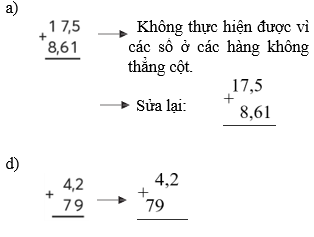 a)
17,5 → Không thực hiện được vì
+
8,61 các số ở các hàng không
thẳng cột.
→ Sửa lại: 17,5
+
8,61
d)
4,2 → 4,2
+ +
79 79